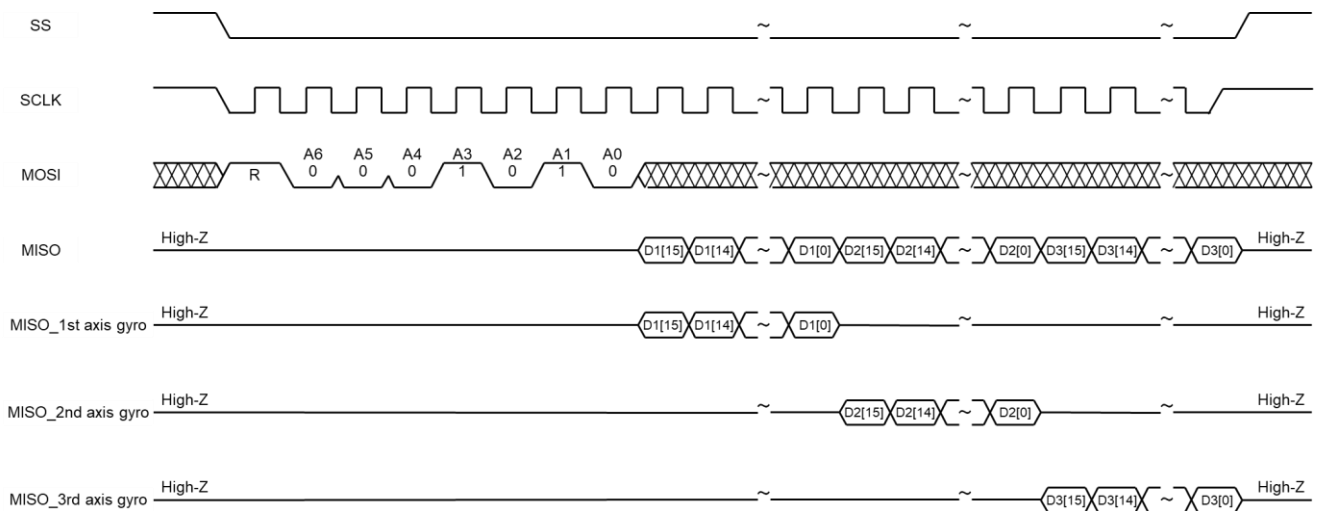 SS
~ ~ ~
SCLK
~ ~ ~
A6 A5 A4 A3 A2 A1 A0
MOSI R 0 0 0 1 0 1 0 ~ ~ ~
High-Z High-Z
MISO D1[15] D1[14] ~ D1[0] D2[15] D2[14] ~ D2[0] D3[15] D3[14] ~ D3[0]
High-Z High-Z
MISO_1st axis gyro D1[15] D1[14] ~ D1[0] ~ ~
High-Z High-Z
MISO_2nd axis gyro ~ D2[15] D2[14] ~ D2[0] ~
High-Z High-Z
MISO_3rd axis gyro ~ ~ D3[15] D3[14] ~ D3[0]